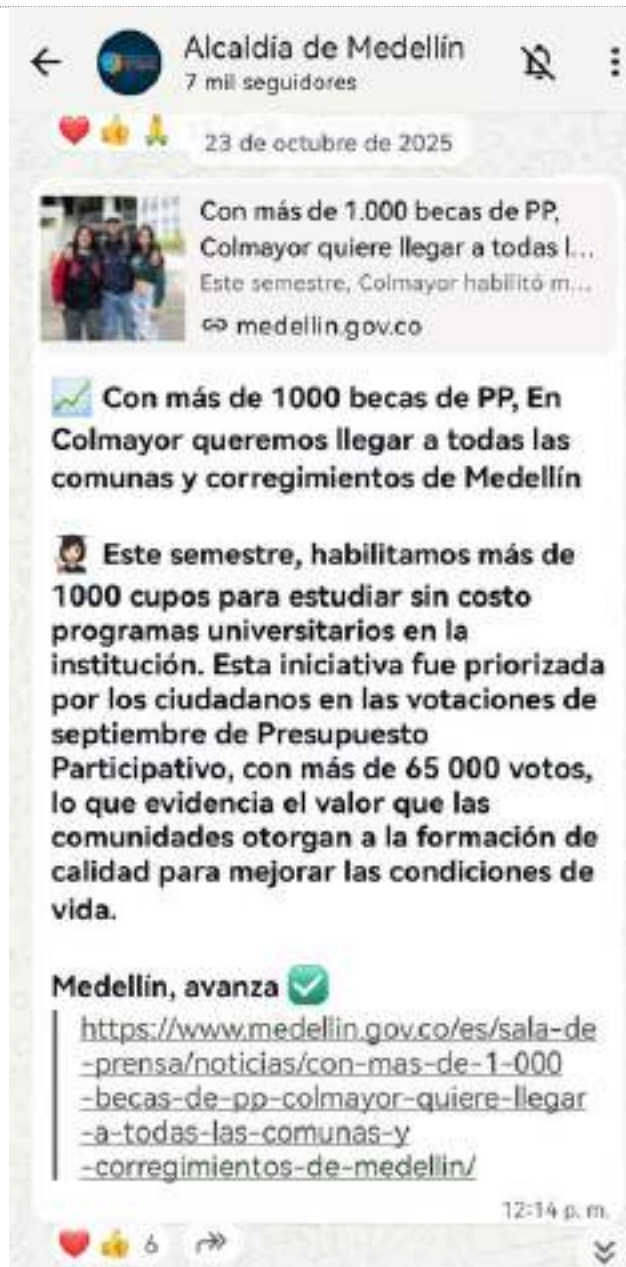 Alcaldía de Medellín
7 mil seguidores
23 de octubre de 2025
Con más de 1.000 becas de PP,
Colmayor quiere llegar a todas l...
Este semestre, Colmayor habilitó m...
medellin.gov.co
Con más de 1000 becas de PP, En
Colmayor queremos llegar a todas las
comunas y corregimientos de Medellín
Este semestre, habilitamos más de
1000 cupos para estudiar sin costo
programas universitarios en la
institución. Esta iniciativa fue priorizada
por los ciudadanos en las votaciones de
septiembre de Presupuesto
Participativo, con más de 65 000 votos,
lo que evidencia el valor que las
comunidades otorgan a la formación de
calidad para mejorar las condiciones de
vida.
Medellín, avanza
https://www.medellin.gov.co/es/sala-de
-prensa/noticias/con-mas-de-1-000
-becas-de-pp-colmayor-quiere-llegar
-a-todas-las-comunas-y
-corregimientos-de-medellin/
12:14 p. m.
6